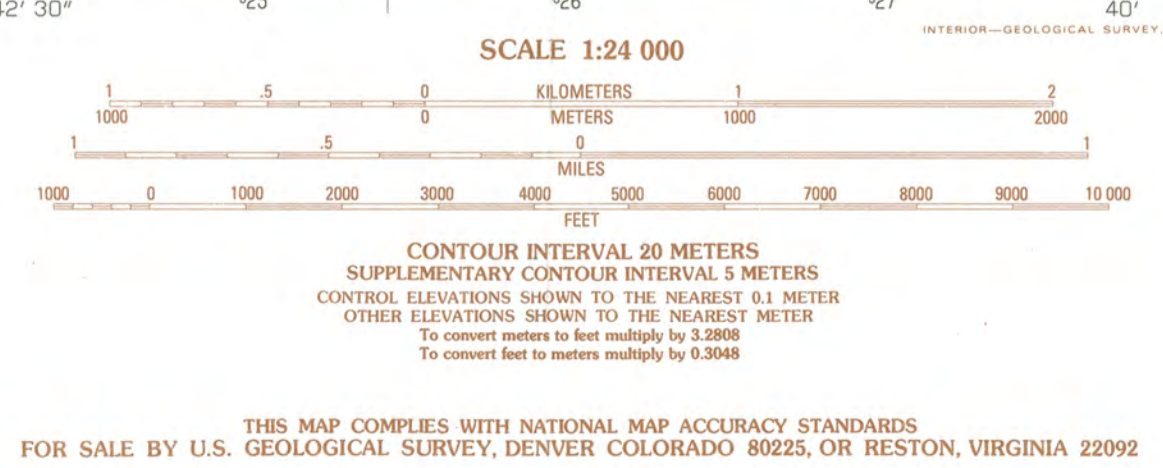 42' 30" ⁶25 ⁶26 ⁶27 40'
INTERIOR—GEOLOGICAL SURVEY,
SCALE 1:24 000
1 .5 0 KILOMETERS 1 2
1000 0 METERS 1000 2000
1 .5 0 1
MILES
1000 0 1000 2000 3000 4000 5000 6000 7000 8000 9000 10 000
FEET
CONTOUR INTERVAL 20 METERS
SUPPLEMENTARY CONTOUR INTERVAL 5 METERS
CONTROL ELEVATIONS SHOWN TO THE NEAREST 0.1 METER
OTHER ELEVATIONS SHOWN TO THE NEAREST METER
To convert meters to feet multiply by 3.2808
To convert feet to meters multiply by 0.3048
THIS MAP COMPLIES WITH NATIONAL MAP ACCURACY STANDARDS
FOR SALE BY U.S. GEOLOGICAL SURVEY, DENVER COLORADO 80225, OR RESTON, VIRGINIA 22092